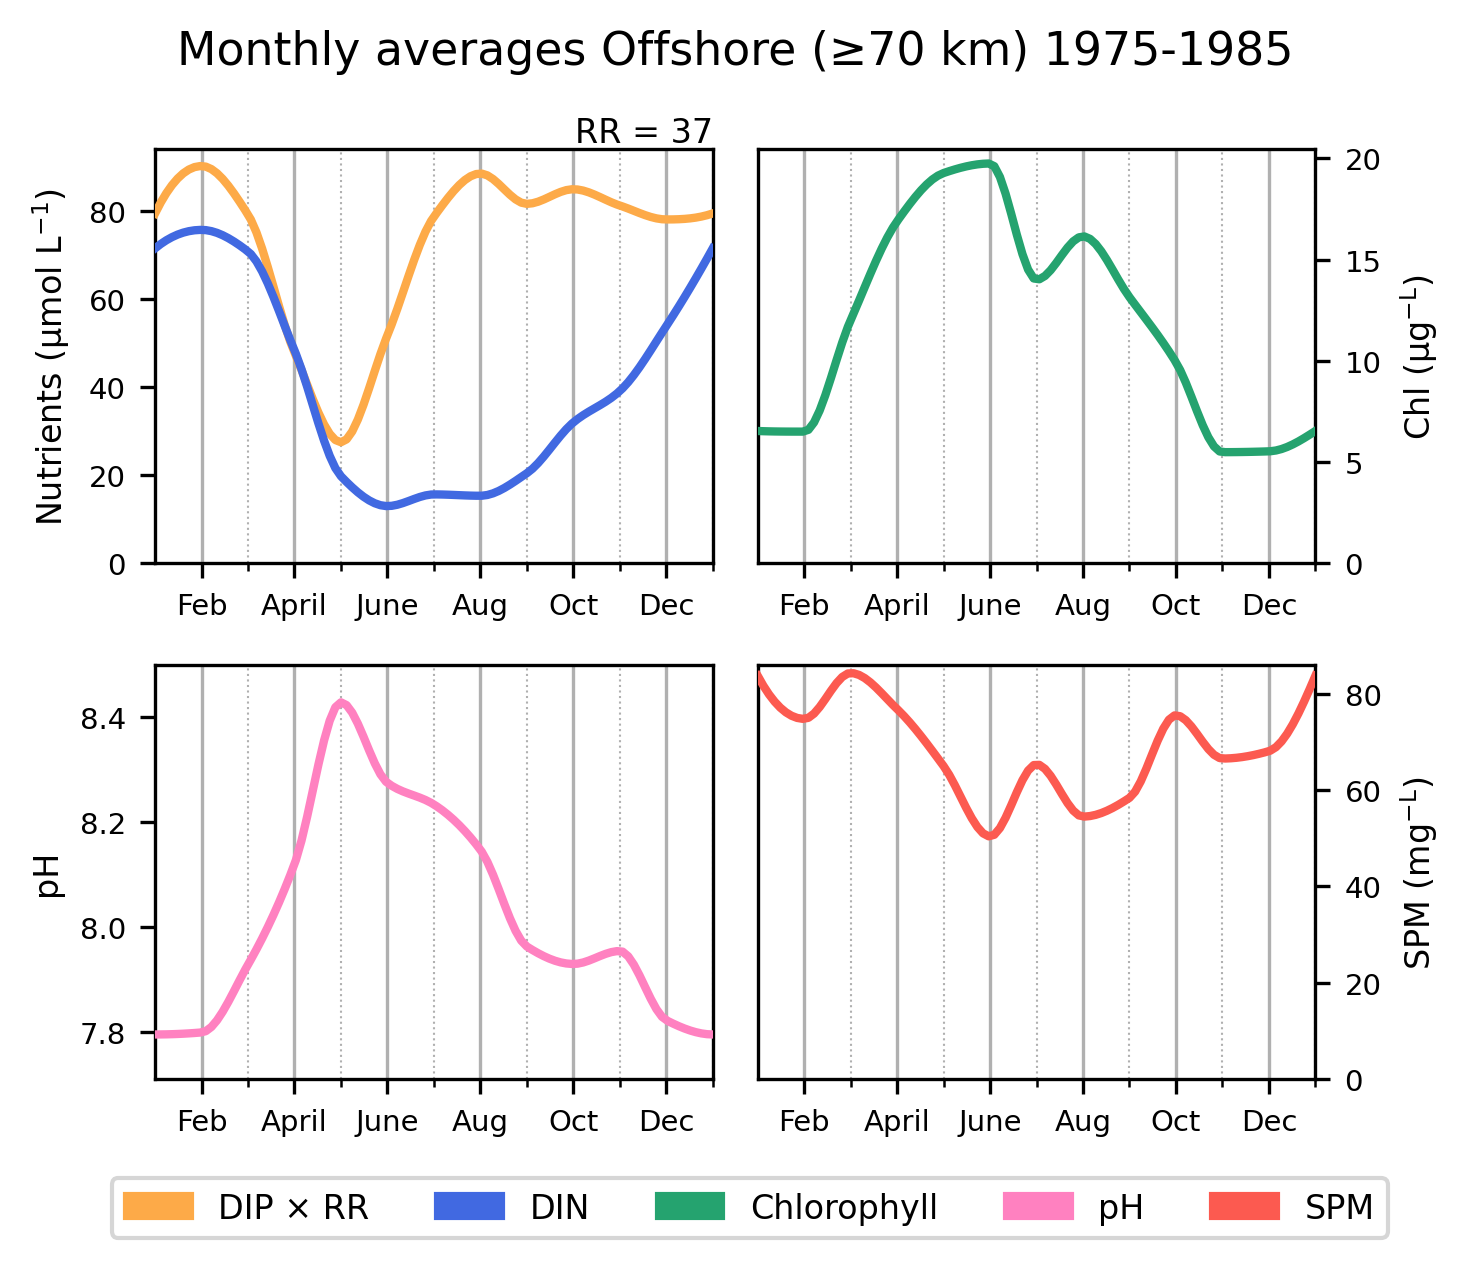 Monthly averages Offshore (≥70 km) 1975-1985
RR = 37
Nutrients (µmol L⁻¹)
80
60
40
20
0
Feb April June Aug Oct Dec
20
15
10
5
0
Chl (µg⁻ᴸ)
Feb April June Aug Oct Dec
pH
8.4
8.2
8.0
7.8
Feb April June Aug Oct Dec
80
60
40
20
0
SPM (mg⁻ᴸ)
Feb April June Aug Oct Dec
DIP × RR DIN Chlorophyll pH SPM